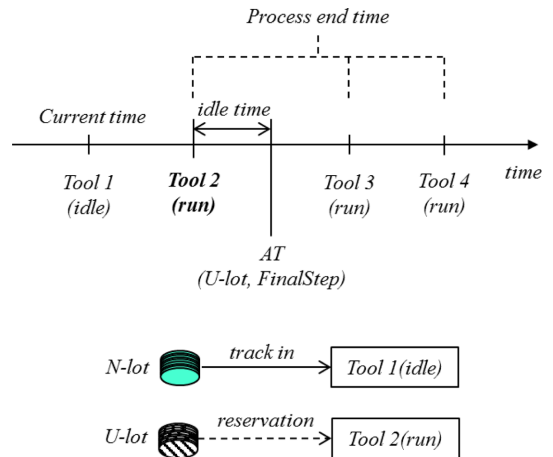 Process end time
idle time
Current time
time
Tool 1
(idle)
Tool 2
(run)
Tool 3
(run)
Tool 4
(run)
AT
(U-lot, FinalStep)
N-lot
track in
Tool 1(idle)
U-lot
reservation
Tool 2(run)